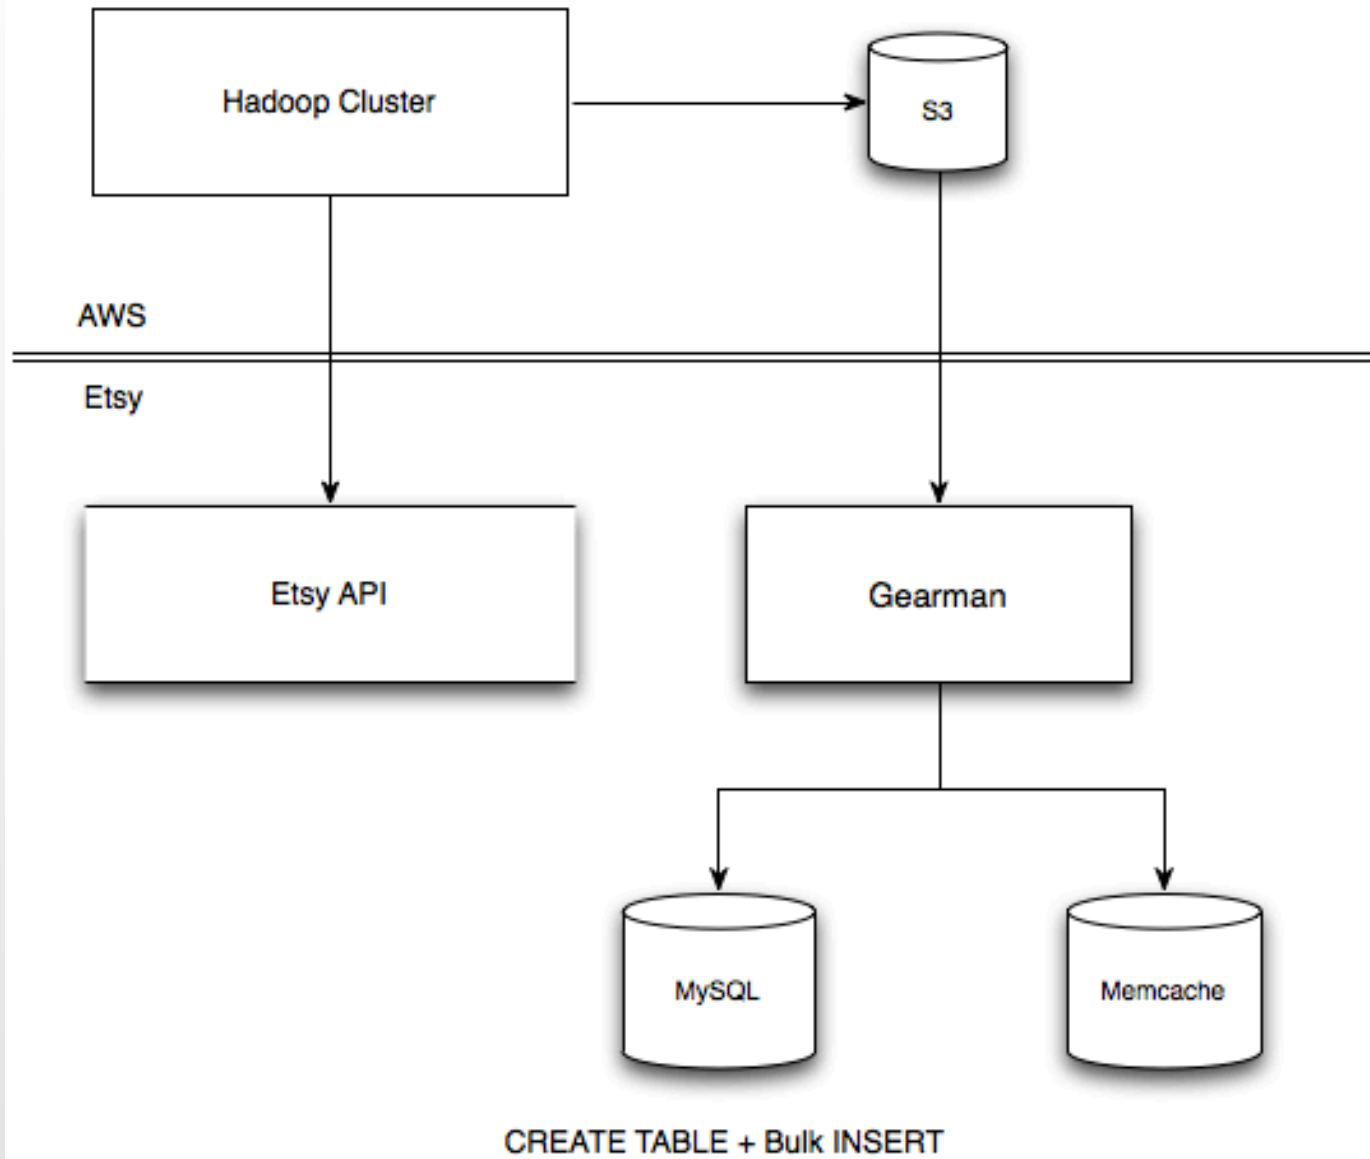 Hadoop Cluster
S3
AWS
Etsy
Etsy API
Gearman
MySQL
Memcache
CREATE TABLE + Bulk INSERT